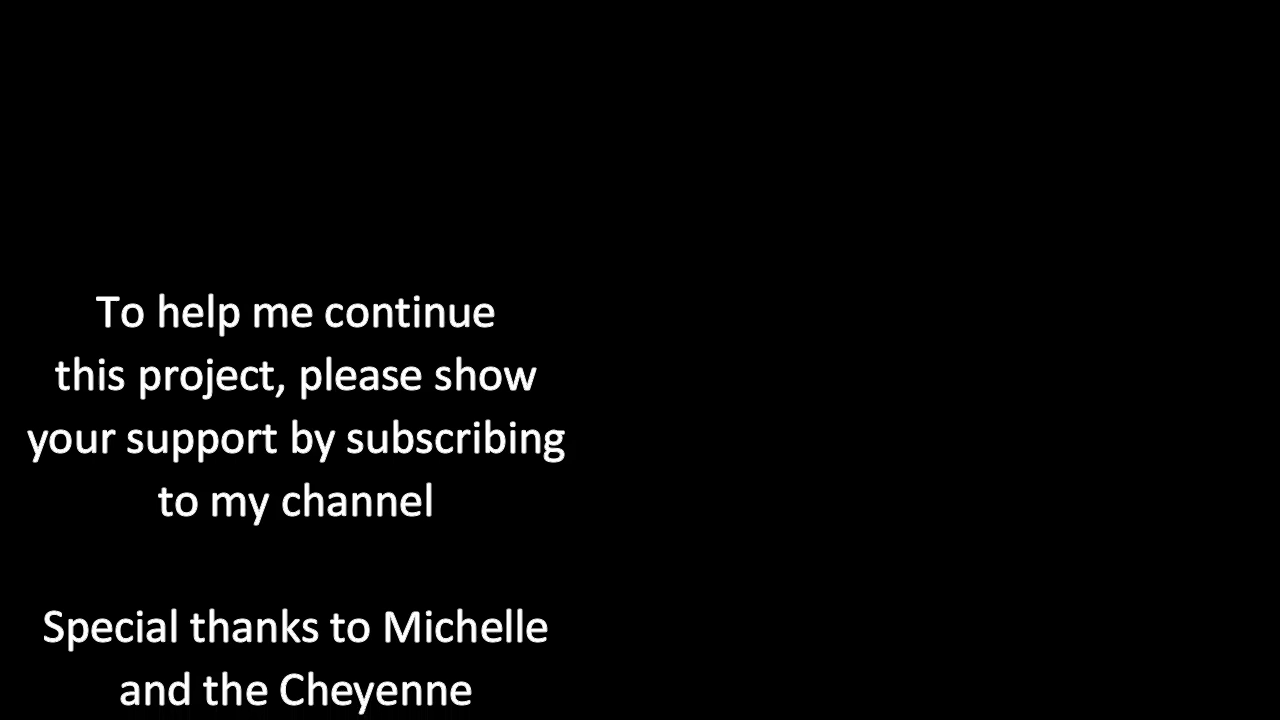 To help me continue
this project, please show
your support by subscribing
to my channel
Special thanks to Michelle
and the Cheyenne